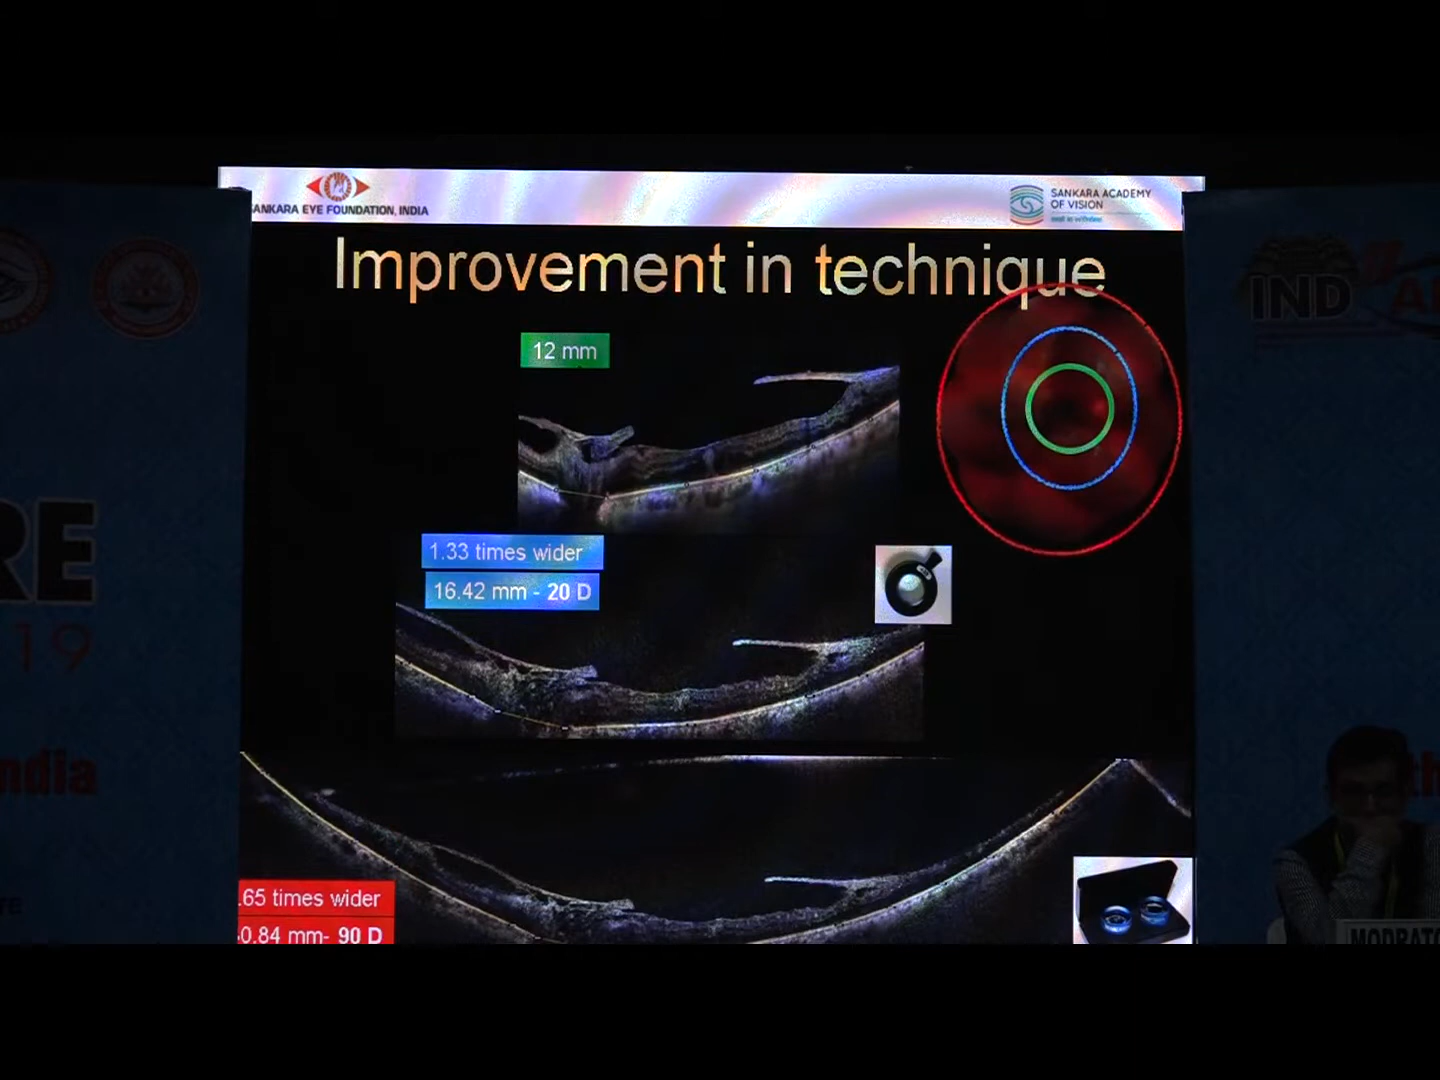 SANKARA EYE FOUNDATION, INDIA
SANKARA ACADEMY
OF VISION
Improvement in technique
12 mm
1.33 times wider
16.42 mm - 20 D
.65 times wider
0.84 mm- 90 D
IND
RE
19
ndia
MODRATO